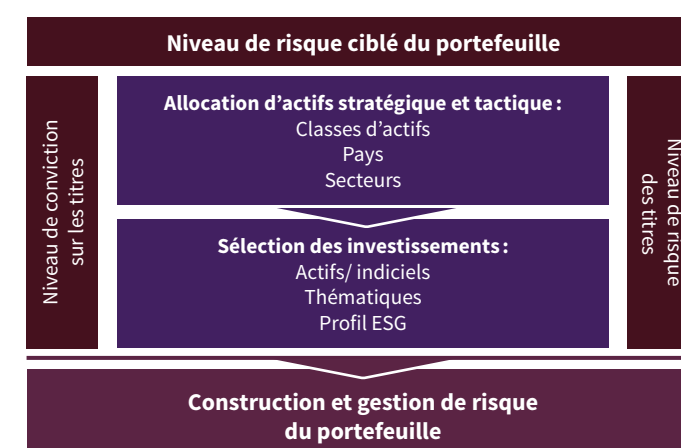 Niveau de risque ciblé du portefeuille
Niveau de conviction
sur les titres
Allocation d’actifs stratégique et tactique :
Classes d’actifs
Pays
Secteurs
Sélection des investissements :
Actifs/ indiciels
Thématiques
Profil ESG
Niveau de risque
des titres
Construction et gestion de risque
du portefeuille